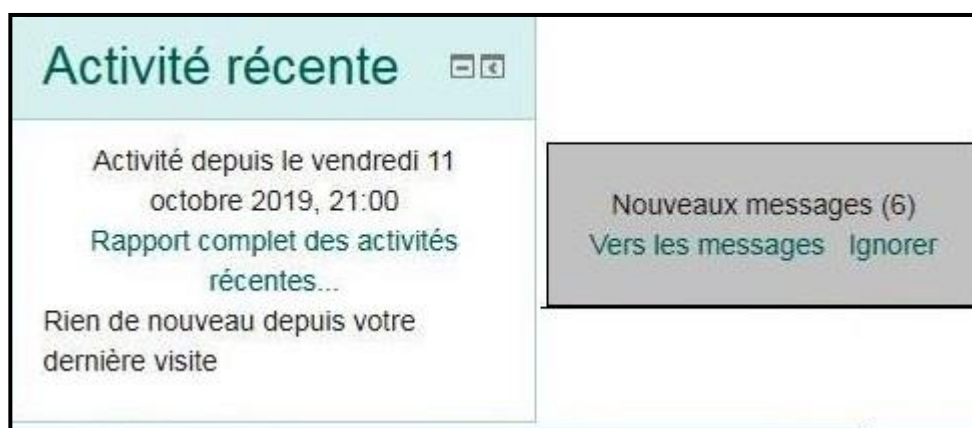 Activité récente
Activité depuis le vendredi 11
octobre 2019, 21:00
Rapport complet des activités
récentes...
Rien de nouveau depuis votre
dernière visite
Nouveaux messages (6)
Vers les messages Ignorer